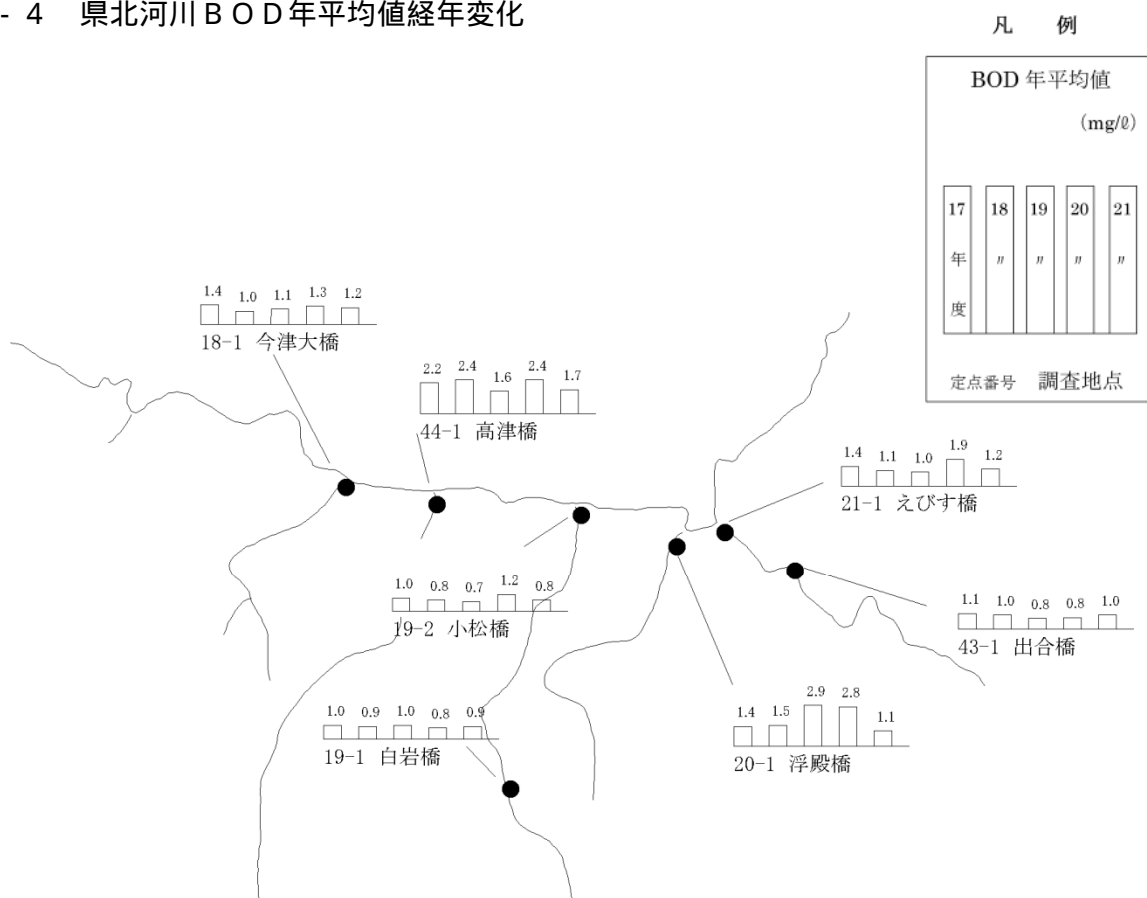 - 4 県北河川BOD年平均値経年変化
凡 例
BOD 年平均値
(mg/ℓ)
17 18 19 20 21
年 〃 〃 〃 〃
度
定点番号 調査地点
1.4 1.0 1.1 1.3 1.2
18-1 今津大橋
2.2 2.4 1.6 2.4 1.7
44-1 高津橋
1.4 1.1 1.0 1.9 1.2
21-1 えびす橋
1.0 0.8 0.7 1.2 0.8
19-2 小松橋
1.1 1.0 0.8 0.8 1.0
43-1 出合橋
1.0 0.9 1.0 0.8 0.9
19-1 白岩橋
1.4 1.5 2.9 2.8 1.1
20-1 浮殿橋